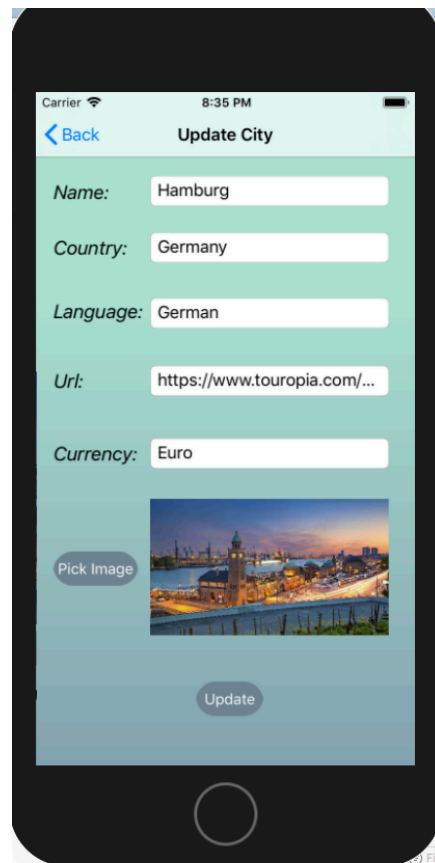 Carrier 8:35 PM
Back Update City
Name: Hamburg
Country: Germany
Language: German
Url: https://www.touropia.com/...
Currency: Euro
Pick Image
Update